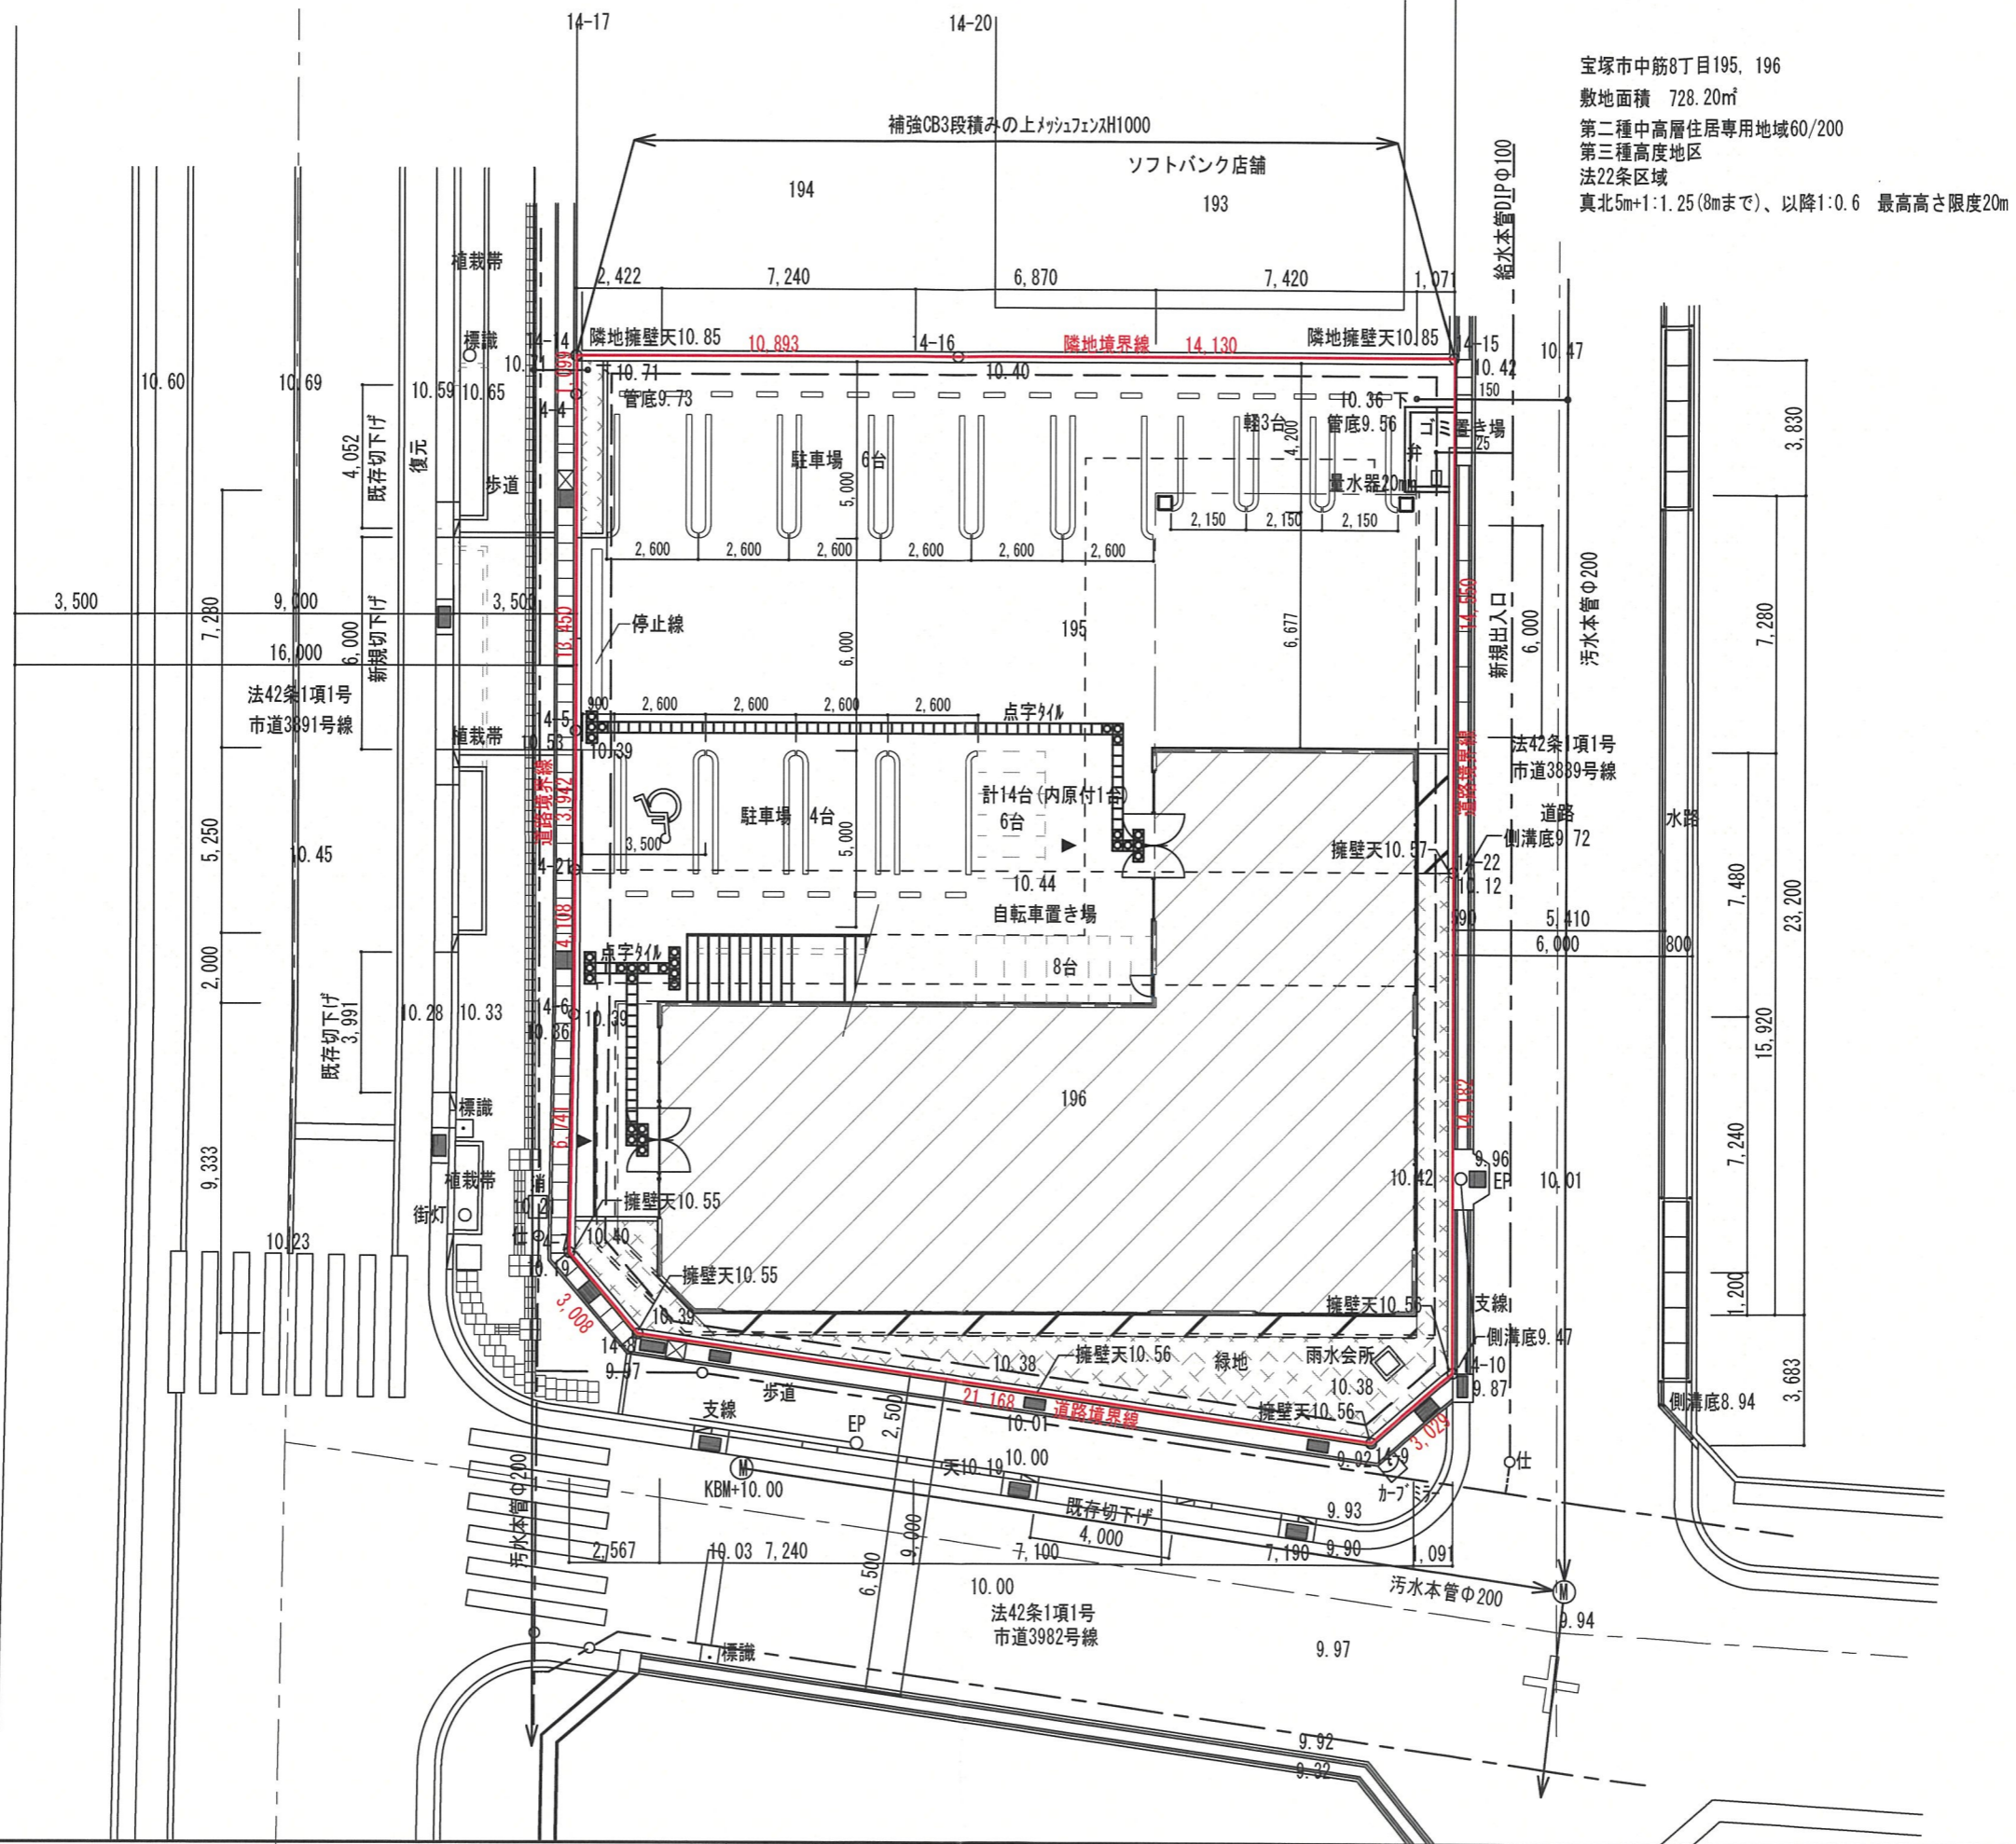 14-17
14-20
宝塚市中筋8丁目195, 196
敷地面積 728.20㎡
第二種中高層住居専用地域60/200
第三種高度地区
法22条区域
真北5m+1:1.25(8mまで)、以降1:0.6 最高高さ限度20m
補強CB3段積みの上メッシュフェンスH1000
ソフトバンク店舗
194
193
給水本管DIPΦ100
植栽帯
2,422
7,240
6,870
7,420
1,071
標識
14-14
隣地擁壁天10.85
10,893
14-16
隣地境界線
14,130
隣地擁壁天10.85
14-15
10.47
10.60
10.69
10.59
10.65
1,099
10.71
管底9.73
10.40
10.42
150
10.36
下
管底9.56
軽3台
ゴミ置き場
25
弁
量水器20mm
4,200
3,830
4,052
既存切下げ
復元
歩道
駐車場 6台
5,000
2,150
2,150
2,150
2,600
2,600
2,600
2,600
2,600
2,600
3,500
9,000
3,500
7,280
16,000
6,000
新規切下げ
13,450
停止線
6,000
195
6,677
14,550
新規出入口
6,000
汚水本管Φ200
7,280
法42条1項1号
市道3891号線
植栽帯
14-5
10.53
10.39
900
2,600
2,600
2,600
2,600
点字タイル
道路境界線
3,942
駐車場 4台
3,500
5,000
計14台(内原付1台)
6台
10.44
自転車置き場
8台
道路境界線
法42条1項1号
市道3839号線
道路
水路
側溝底9.72
擁壁天10.57
14-22
10.12
5,250
10.45
14-21
4,108
590
5,410
6,000
800
7,480
23,200
2,000
点字タイル
既存切下げ
3,991
10.28
10.33
14-6
10.36
10.39
15,920
標識
6,741
196
14,182
9.96
EP
10.42
10.01
7,240
9,333
植栽帯
街灯
消
10.21
仕
10.23
擁壁天10.55
10.40
10.19
擁壁天10.55
3,008
10.39
14-8
9.97
擁壁天10.56
支線
側溝底9.47
1,200
10.38
擁壁天10.56
緑地
雨水会所
10.38
14-10
9.87
側溝底8.94
3,683
歩道
支線
EP
2,500
21,168
道路境界線
10.01
擁壁天10.56
3,029
9.92
14-9
カーブミラー
仕
M
KBM+10.00
天10.19
10.00
既存切下げ
4,000
9.93
汚水本管Φ200
2,567
10.03
7,240
9,000
7,100
7,190
9.90
1,091
6,500
10.00
法42条1項1号
市道3982号線
汚水本管Φ200
M
9.94
標識
9.97
9.92
9.32